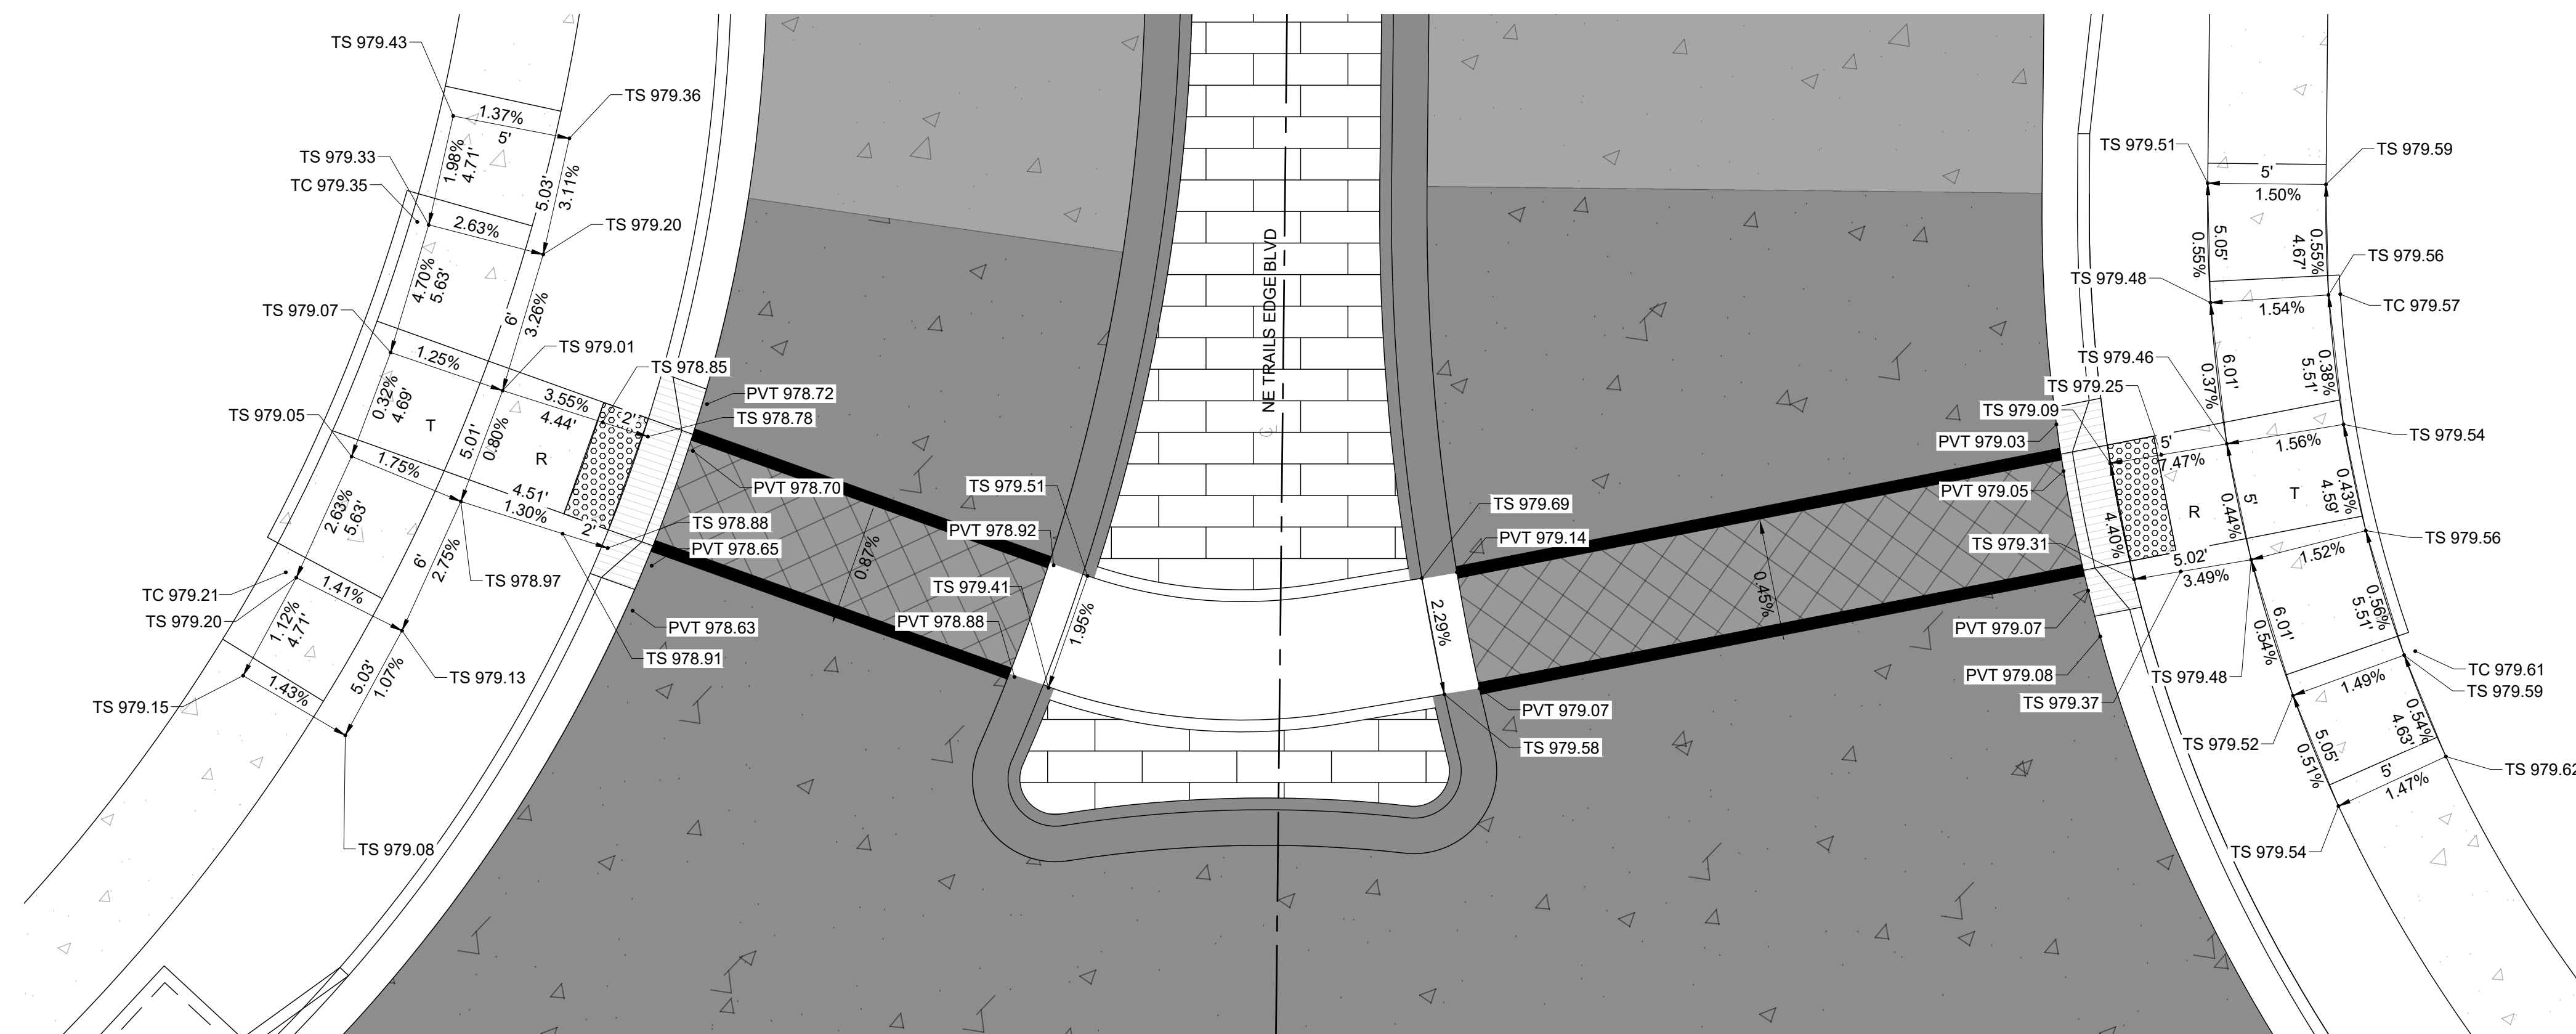 TS 979.43
TS 979.36
1.37%
5'
1.98%
4.71'
5.03'
3.11%
TS 979.33
TC 979.35
2.63%
TS 979.20
4.70%
5.63'
6'
3.26%
TS 979.07
1.25%
TS 979.01
0.32%
4.69'
T
5.01'
0.80%
3.55%
4.44'
2'
R
TS 978.85
PVT 978.72
TS 978.78
TS 979.05
1.75%
4.51'
1.30%
2'
2.63%
5.63'
6'
2.75%
TS 978.97
TC 979.21
TS 979.20
1.41%
1.12%
4.71'
5.03'
1.07%
TS 979.13
TS 979.15
1.43%
TS 979.08
PVT 978.70
TS 978.88
PVT 978.65
PVT 978.63
TS 978.91
0.87%
TS 979.51
PVT 978.92
TS 979.41
PVT 978.88
1.95%
NE TRAILS EDGE BLVD
C
2.29%
TS 979.69
PVT 979.14
PVT 979.07
TS 979.58
0.45%
TS 979.51
TS 979.59
5'
1.50%
0.55%
5.05'
0.55%
4.67'
TS 979.48
TS 979.56
1.54%
TC 979.57
TS 979.46
0.37%
6.01'
0.38%
5.51'
TS 979.25
TS 979.09
PVT 979.03
5'
7.47%
1.56%
TS 979.54
PVT 979.05
4.40%
R
0.44%
5'
T
0.43%
4.59'
TS 979.31
5.02'
3.49%
1.52%
TS 979.56
PVT 979.07
PVT 979.08
TS 979.37
TS 979.48
6.01'
0.54%
0.56%
5.51'
1.49%
TC 979.61
TS 979.59
TS 979.52
5.05'
0.51%
0.54%
4.63'
5'
1.47%
TS 979.62
TS 979.54